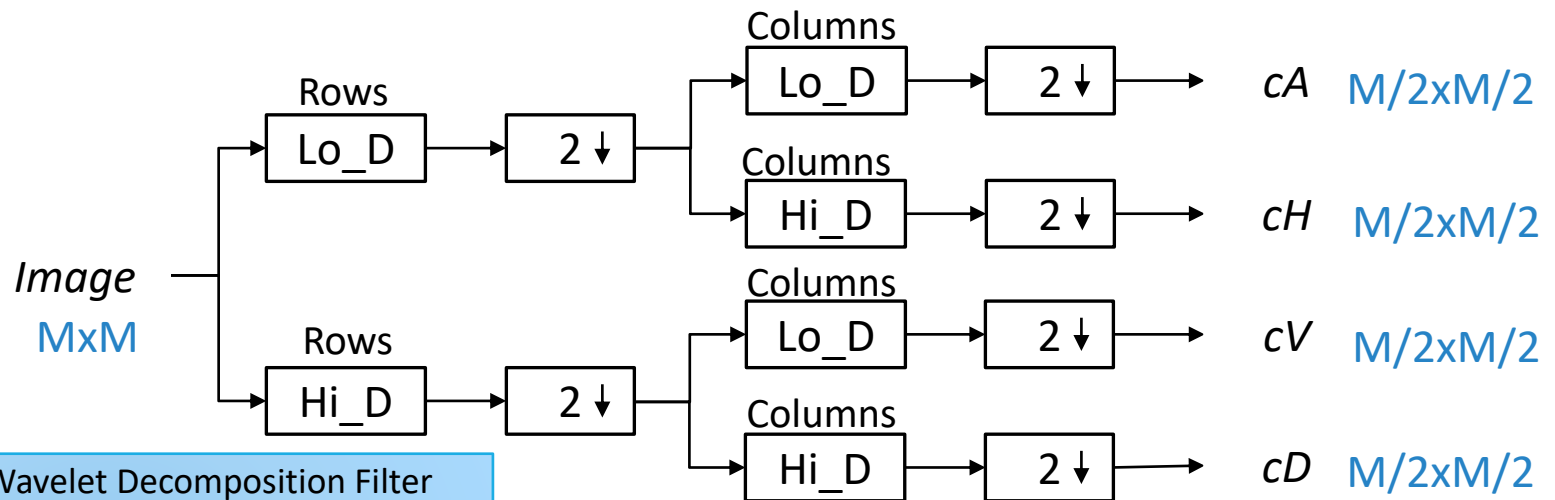 Columns
Lo_D
2 ↓
cA M/2xM/2
Rows
Lo_D
2 ↓
Columns
Hi_D
2 ↓
cH M/2xM/2
Image
MxM
Columns
Lo_D
2 ↓
cV M/2xM/2
Rows
Hi_D
2 ↓
Columns
Hi_D
2 ↓
cD M/2xM/2
Wavelet Decomposition Filter